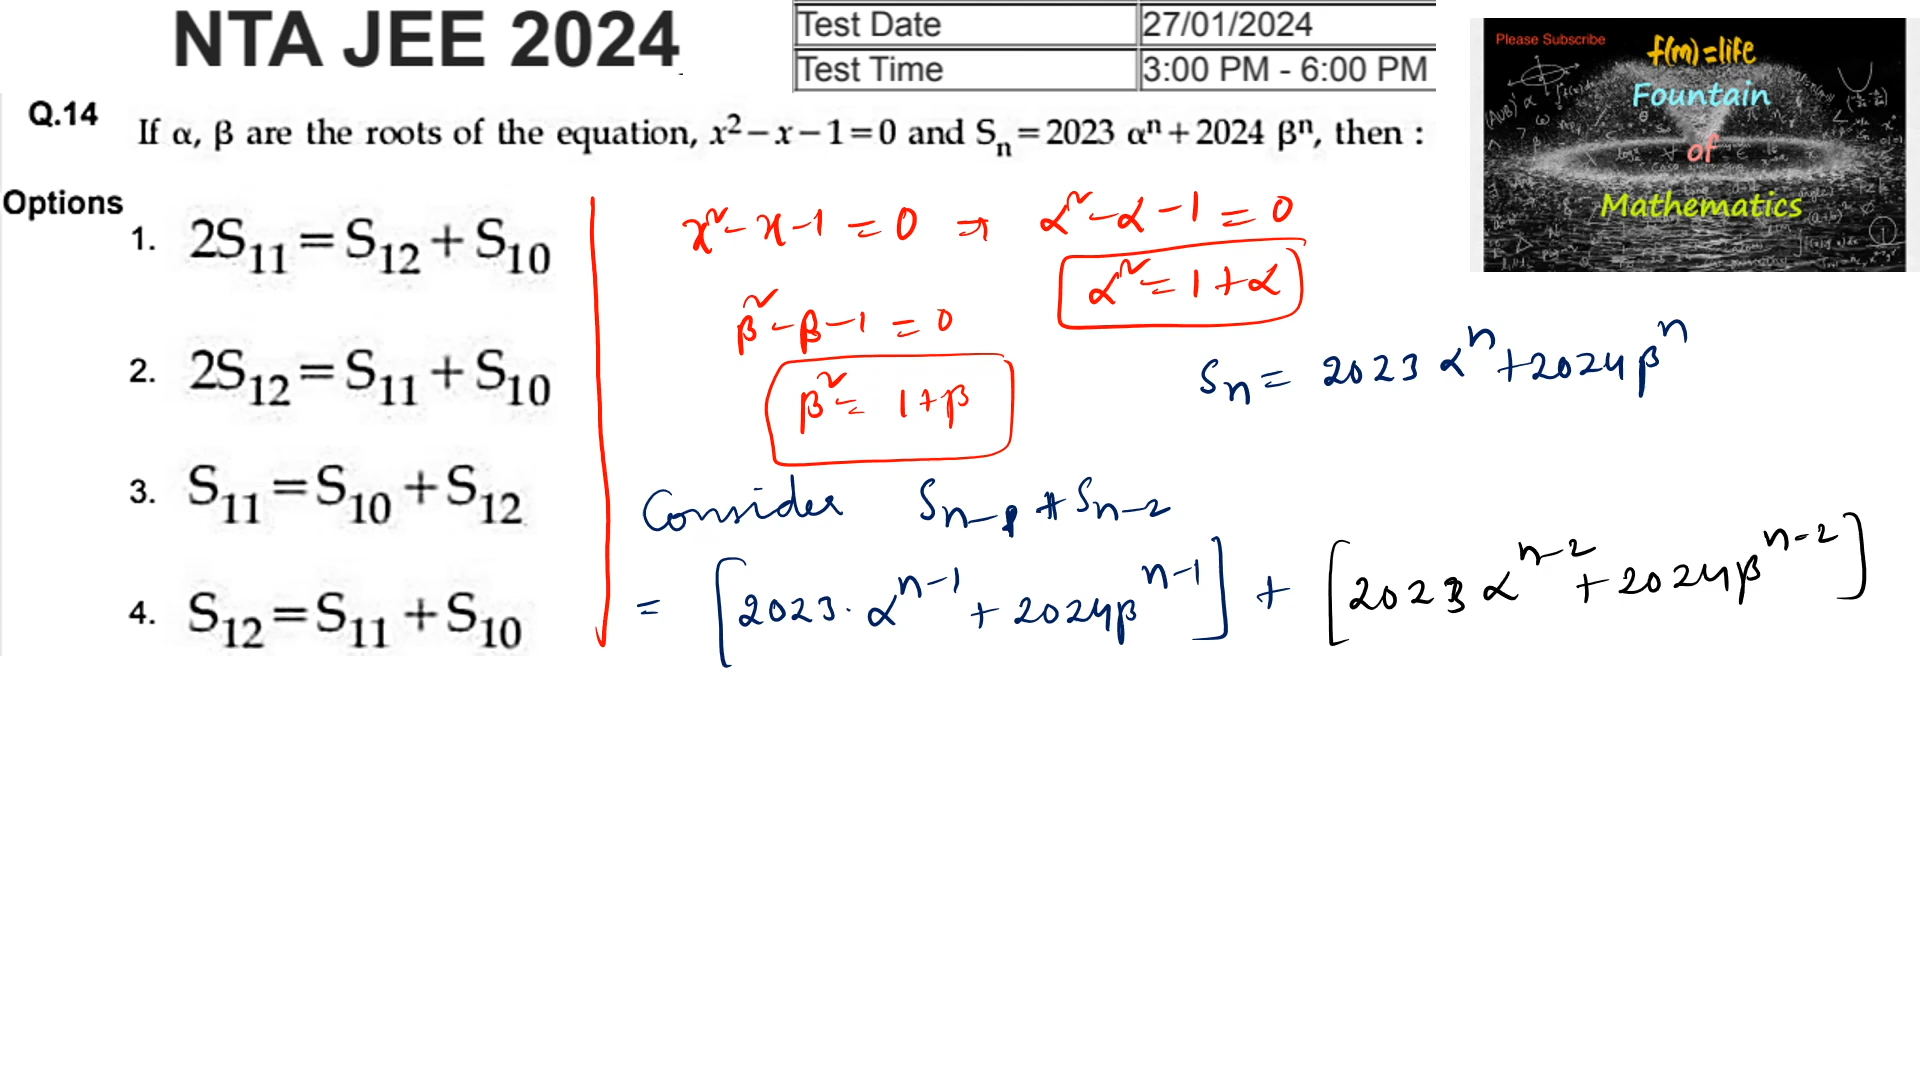 NTA JEE 2024
Test Date 27/01/2024
Test Time 3:00 PM - 6:00 PM
Please Subscribe
f(m)=life
Fountain
of
Mathematics
Q.14 If α, β are the roots of the equation, x² − x − 1 = 0 and Sₙ = 2023 αⁿ + 2024 βⁿ, then :
Options
1. 2S₁₁ = S₁₂ + S₁₀
2. 2S₁₂ = S₁₁ + S₁₀
3. S₁₁ = S₁₀ + S₁₂
4. S₁₂ = S₁₁ + S₁₀
x² - x - 1 = 0 ⇒ α² - α - 1 = 0
α² = 1 + α
β² - β - 1 = 0
β² = 1 + β
Sₙ = 2023 αⁿ + 2024 βⁿ
Consider Sₙ₋₁ + Sₙ₋₂
= [2023. αⁿ⁻¹ + 2024βⁿ⁻¹] + [2023 αⁿ⁻² + 2024βⁿ⁻²]